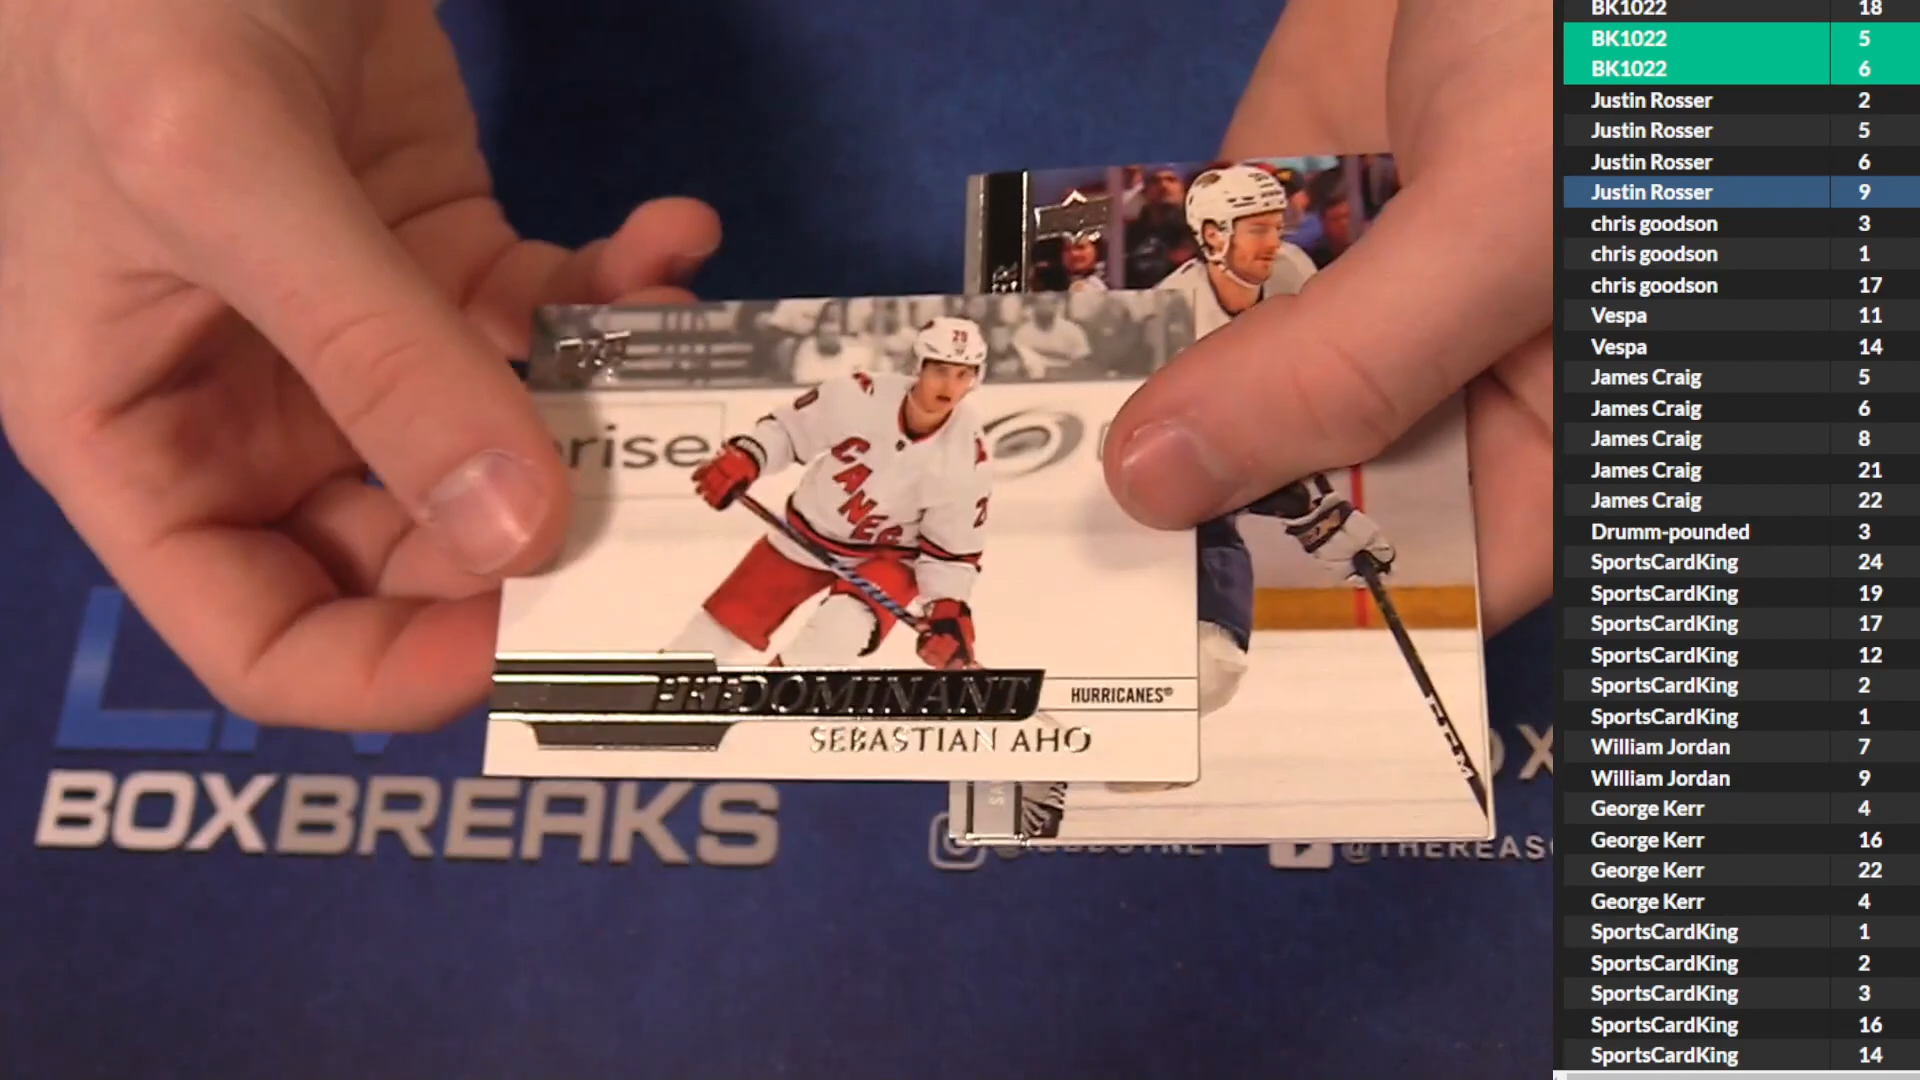 BK1022 18
BK1022 5
BK1022 6
Justin Rosser 2
Justin Rosser 5
Justin Rosser 6
Justin Rosser 9
chris goodson 3
chris goodson 1
chris goodson 17
Vespa 11
Vespa 14
James Craig 5
James Craig 6
James Craig 8
James Craig 21
James Craig 22
Drumm-pounded 3
SportsCardKing 24
SportsCardKing 19
SportsCardKing 17
SportsCardKing 12
SportsCardKing 2
SportsCardKing 1
William Jordan 7
William Jordan 9
George Kerr 4
George Kerr 16
George Kerr 22
George Kerr 4
SportsCardKing 1
SportsCardKing 2
SportsCardKing 3
SportsCardKing 16
SportsCardKing 14
20
prise
CANES
PREDOMINANT
HURRICANES®
SEBASTIAN AHO
BOXBREAKS
@THEREAS